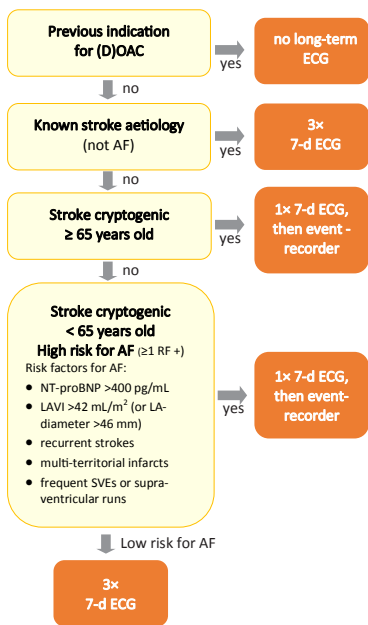 Previous indication
for (D)OAC
yes
no long-term
ECG
no
Known stroke aetiology
(not AF)
yes
3×
7-d ECG
no
Stroke cryptogenic
≥ 65 years old
yes
1× 7-d ECG,
then event -
recorder
no
Stroke cryptogenic
< 65 years old
High risk for AF (≥1 RF +)
Risk factors for AF:
• NT-proBNP >400 pg/mL
• LAVI >42 mL/m² (or LA-
diameter >46 mm)
• recurrent strokes
• multi-territorial infarcts
• frequent SVEs or supra-
ventricular runs
yes
1× 7-d ECG,
then event-
recorder
Low risk for AF
3×
7-d ECG